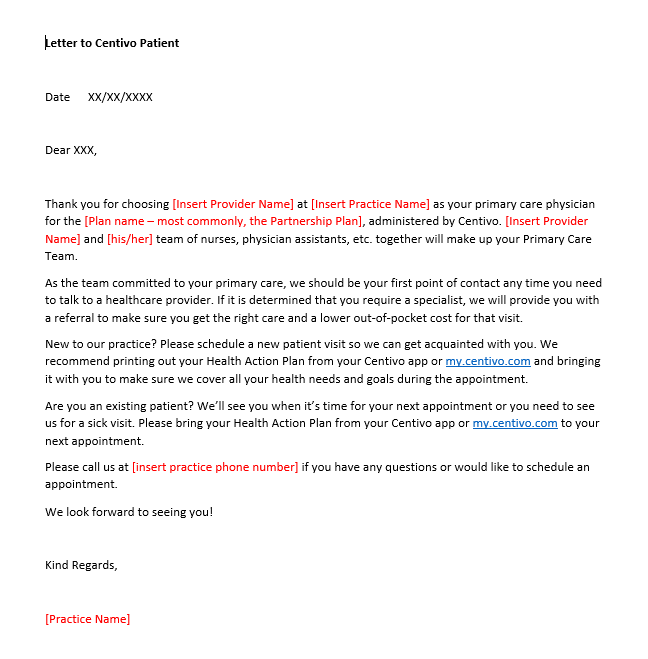 Letter to Centivo Patient
Date XX/XX/XXXX
Dear XXX,
Thank you for choosing [Insert Provider Name] at [Insert Practice Name] as your primary care physician
for the [Plan name – most commonly, the Partnership Plan], administered by Centivo. [Insert Provider
Name] and [his/her] team of nurses, physician assistants, etc. together will make up your Primary Care
Team.
As the team committed to your primary care, we should be your first point of contact any time you need
to talk to a healthcare provider. If it is determined that you require a specialist, we will provide you with
a referral to make sure you get the right care and a lower out-of-pocket cost for that visit.
New to our practice? Please schedule a new patient visit so we can get acquainted with you. We
recommend printing out your Health Action Plan from your Centivo app or my.centivo.com and bringing
it with you to make sure we cover all your health needs and goals during the appointment.
Are you an existing patient? We’ll see you when it’s time for your next appointment or you need to see
us for a sick visit. Please bring your Health Action Plan from your Centivo app or my.centivo.com to your
next appointment.
Please call us at [insert practice phone number] if you have any questions or would like to schedule an
appointment.
We look forward to seeing you!
Kind Regards,
[Practice Name]